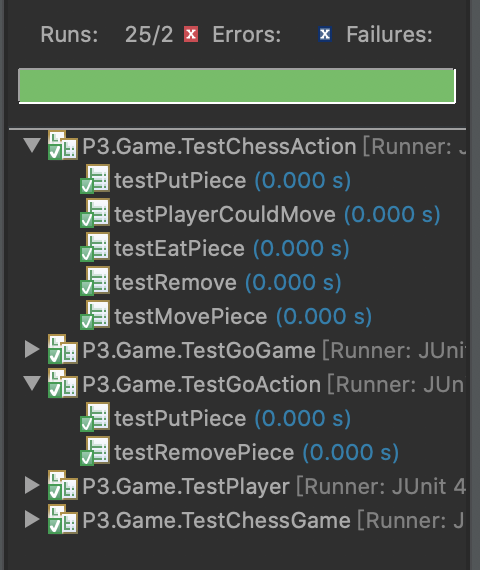 Runs: 25/2 Errors: Failures:
P3.Game.TestChessAction [Runner: J
testPutPiece (0.000 s)
testPlayerCouldMove (0.000 s)
testEatPiece (0.000 s)
testRemove (0.000 s)
testMovePiece (0.000 s)
P3.Game.TestGoGame [Runner: JUnit
P3.Game.TestGoAction [Runner: JUn
testPutPiece (0.000 s)
testRemovePiece (0.000 s)
P3.Game.TestPlayer [Runner: JUnit 4
P3.Game.TestChessGame [Runner: J